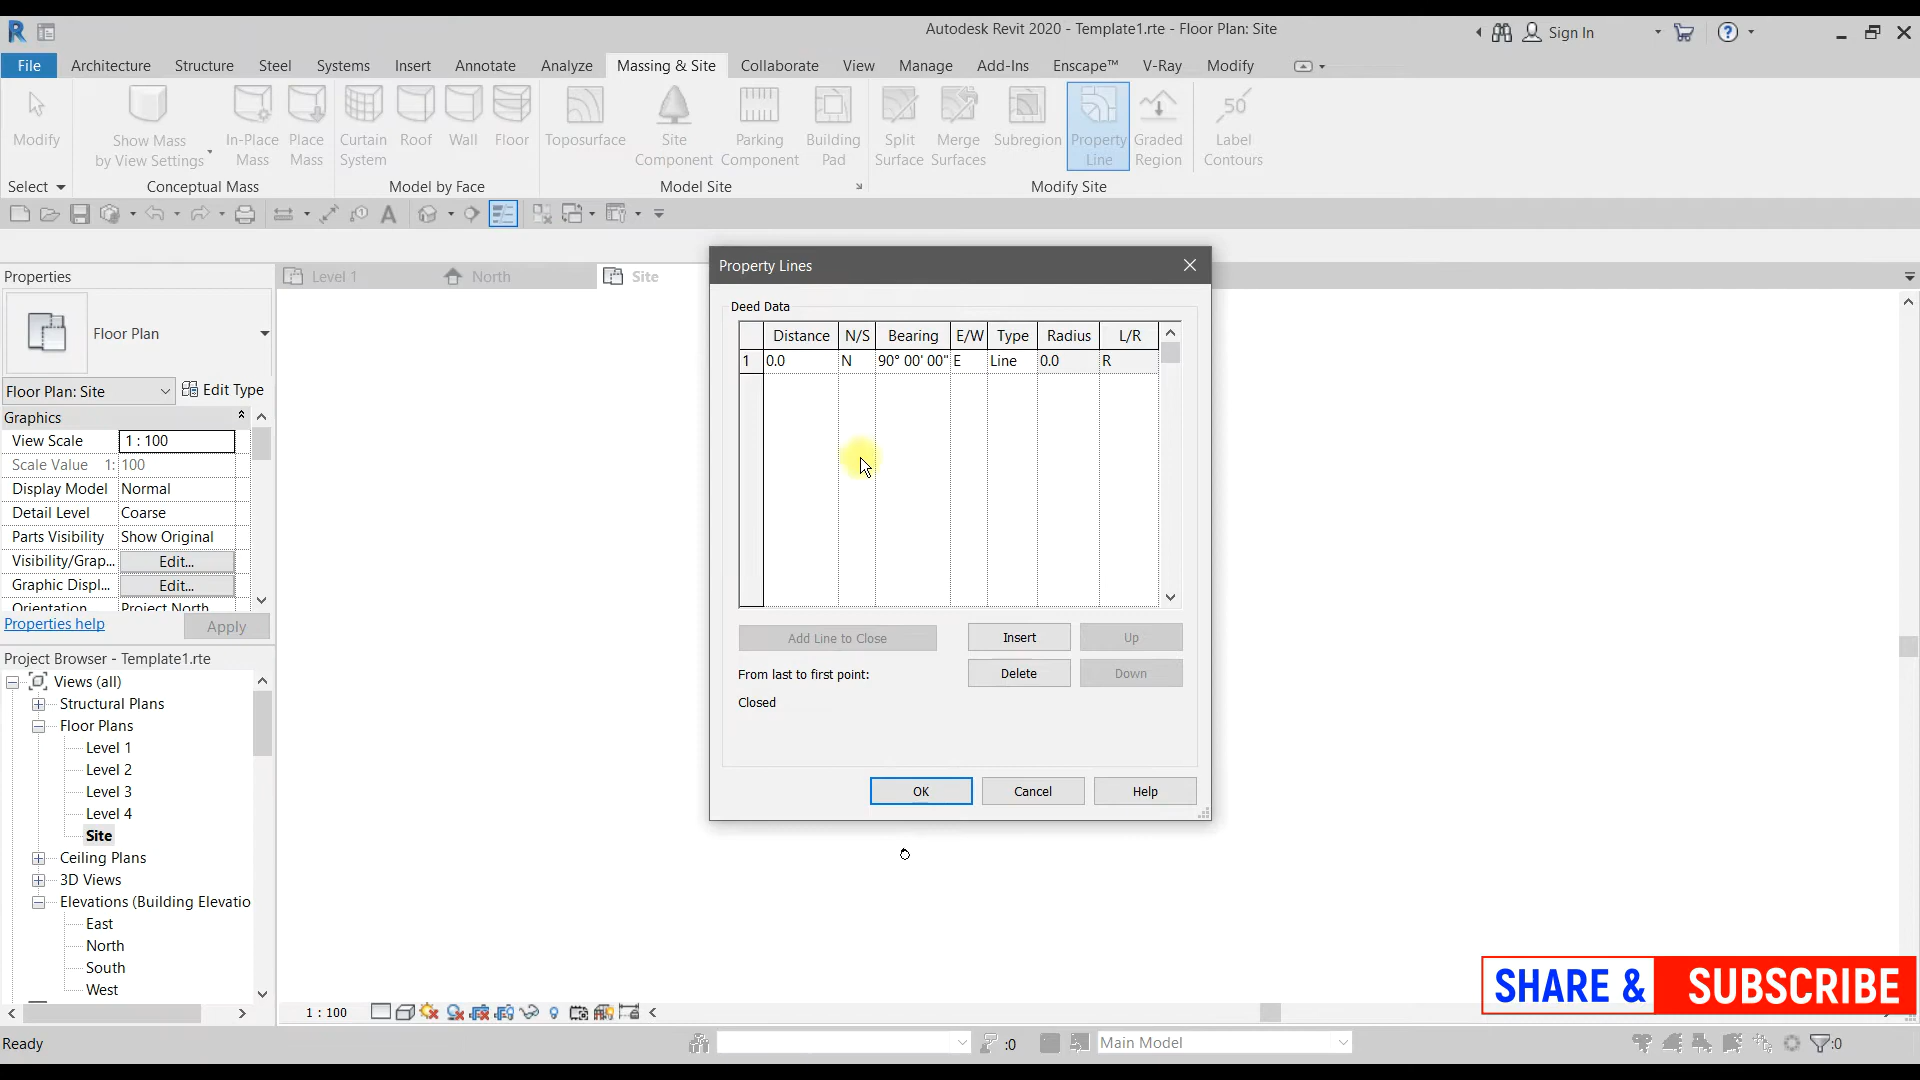 Autodesk Revit 2020 - Template1.rte - Floor Plan: Site
Sign In
File Architecture Structure Steel Systems Insert Annotate Analyze Massing & Site Collaborate View Manage Add-Ins Enscape™ V-Ray Modify
Modify
Show Mass
by View Settings
In-Place
Mass
Place
Mass
Curtain
System
Roof
Wall
Floor
Toposurface
Site
Component
Parking
Component
Building
Pad
Split
Surface
Merge
Surfaces
Subregion
Property
Line
Graded
Region
50
Label
Contours
Select
Conceptual Mass
Model by Face
Model Site
Modify Site
A
Properties
Level 1
North
Site
Floor Plan
Floor Plan: Site
Edit Type
Graphics
View Scale 1 : 100
Scale Value 1: 100
Display Model Normal
Detail Level Coarse
Parts Visibility Show Original
Visibility/Grap... Edit...
Graphic Displ... Edit...
Orientation Project North
Properties help
Apply
Project Browser - Template1.rte
Views (all)
Structural Plans
Floor Plans
Level 1
Level 2
Level 3
Level 4
Site
Ceiling Plans
3D Views
Elevations (Building Elevatio
East
North
South
West
Property Lines
Deed Data
Distance N/S Bearing E/W Type Radius L/R
1 0.0 N 90° 00' 00" E Line 0.0 R
Add Line to Close
Insert
Up
From last to first point:
Delete
Down
Closed
OK
Cancel
Help
SHARE & SUBSCRIBE
1 : 100
Ready
:0
Main Model
:0